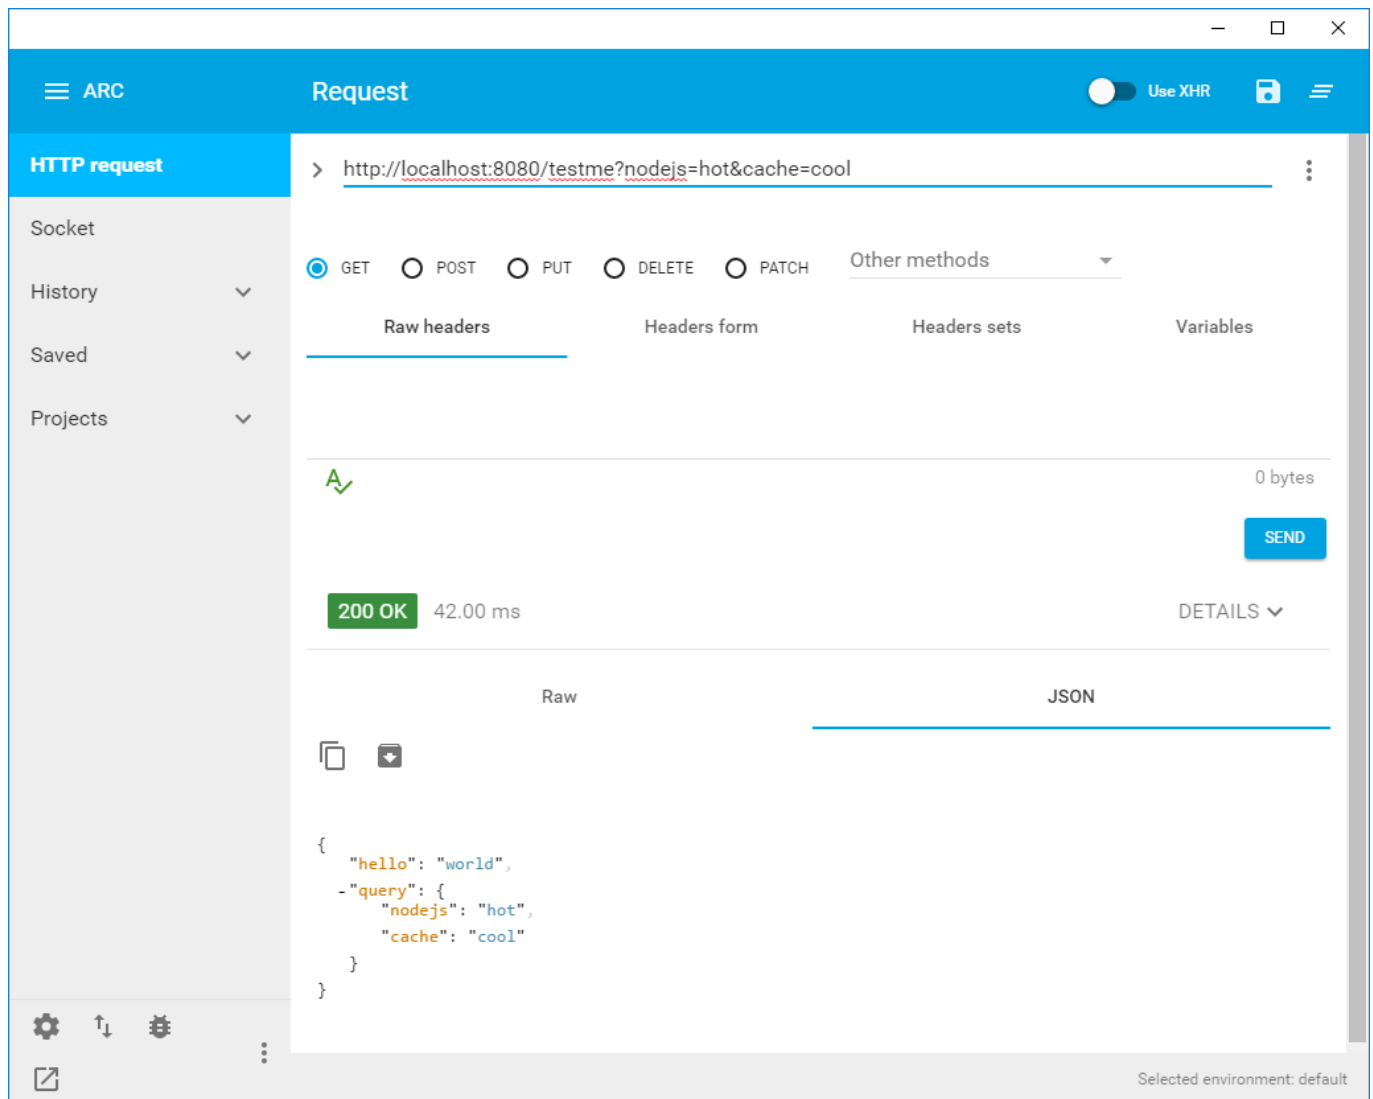 ARC
Request
Use XHR
HTTP request
Socket
History
Saved
Projects
http://localhost:8080/testme?nodejs=hot&cache=cool
GET POST PUT DELETE PATCH Other methods
Raw headers Headers form Headers sets Variables
0 bytes
SEND
200 OK 42.00 ms DETAILS
Raw JSON
{
"hello": "world",
-"query": {
"nodejs": "hot",
"cache": "cool"
}
}
Selected environment: default